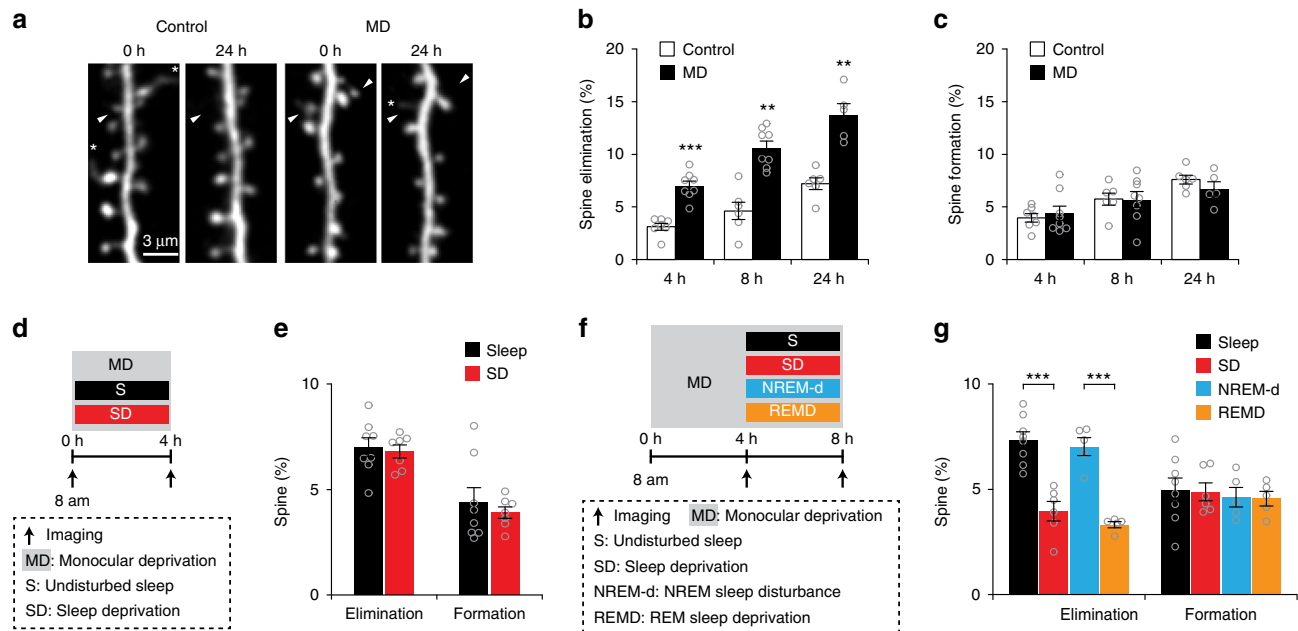 a
Control MD
0 h 24 h 0 h 24 h
* * *
3 μm
b
Control
MD
Spine elimination (%)
20
15
10
5
0
*** ** **
4 h 8 h 24 h
c
Control
MD
Spine formation (%)
20
15
10
5
0
4 h 8 h 24 h
d
MD
S
SD
0 h 4 h
8 am
Imaging
MD: Monocular deprivation
S: Undisturbed sleep
SD: Sleep deprivation
e
Sleep
SD
Spine (%)
10
5
0
Elimination Formation
f
MD
S
SD
NREM-d
REMD
0 h 4 h 8 h
8 am
Imaging MD: Monocular deprivation
S: Undisturbed sleep
SD: Sleep deprivation
NREM-d: NREM sleep disturbance
REMD: REM sleep deprivation
g
Sleep
SD
NREM-d
REMD
Spine (%)
10
5
0
*** ***
Elimination Formation